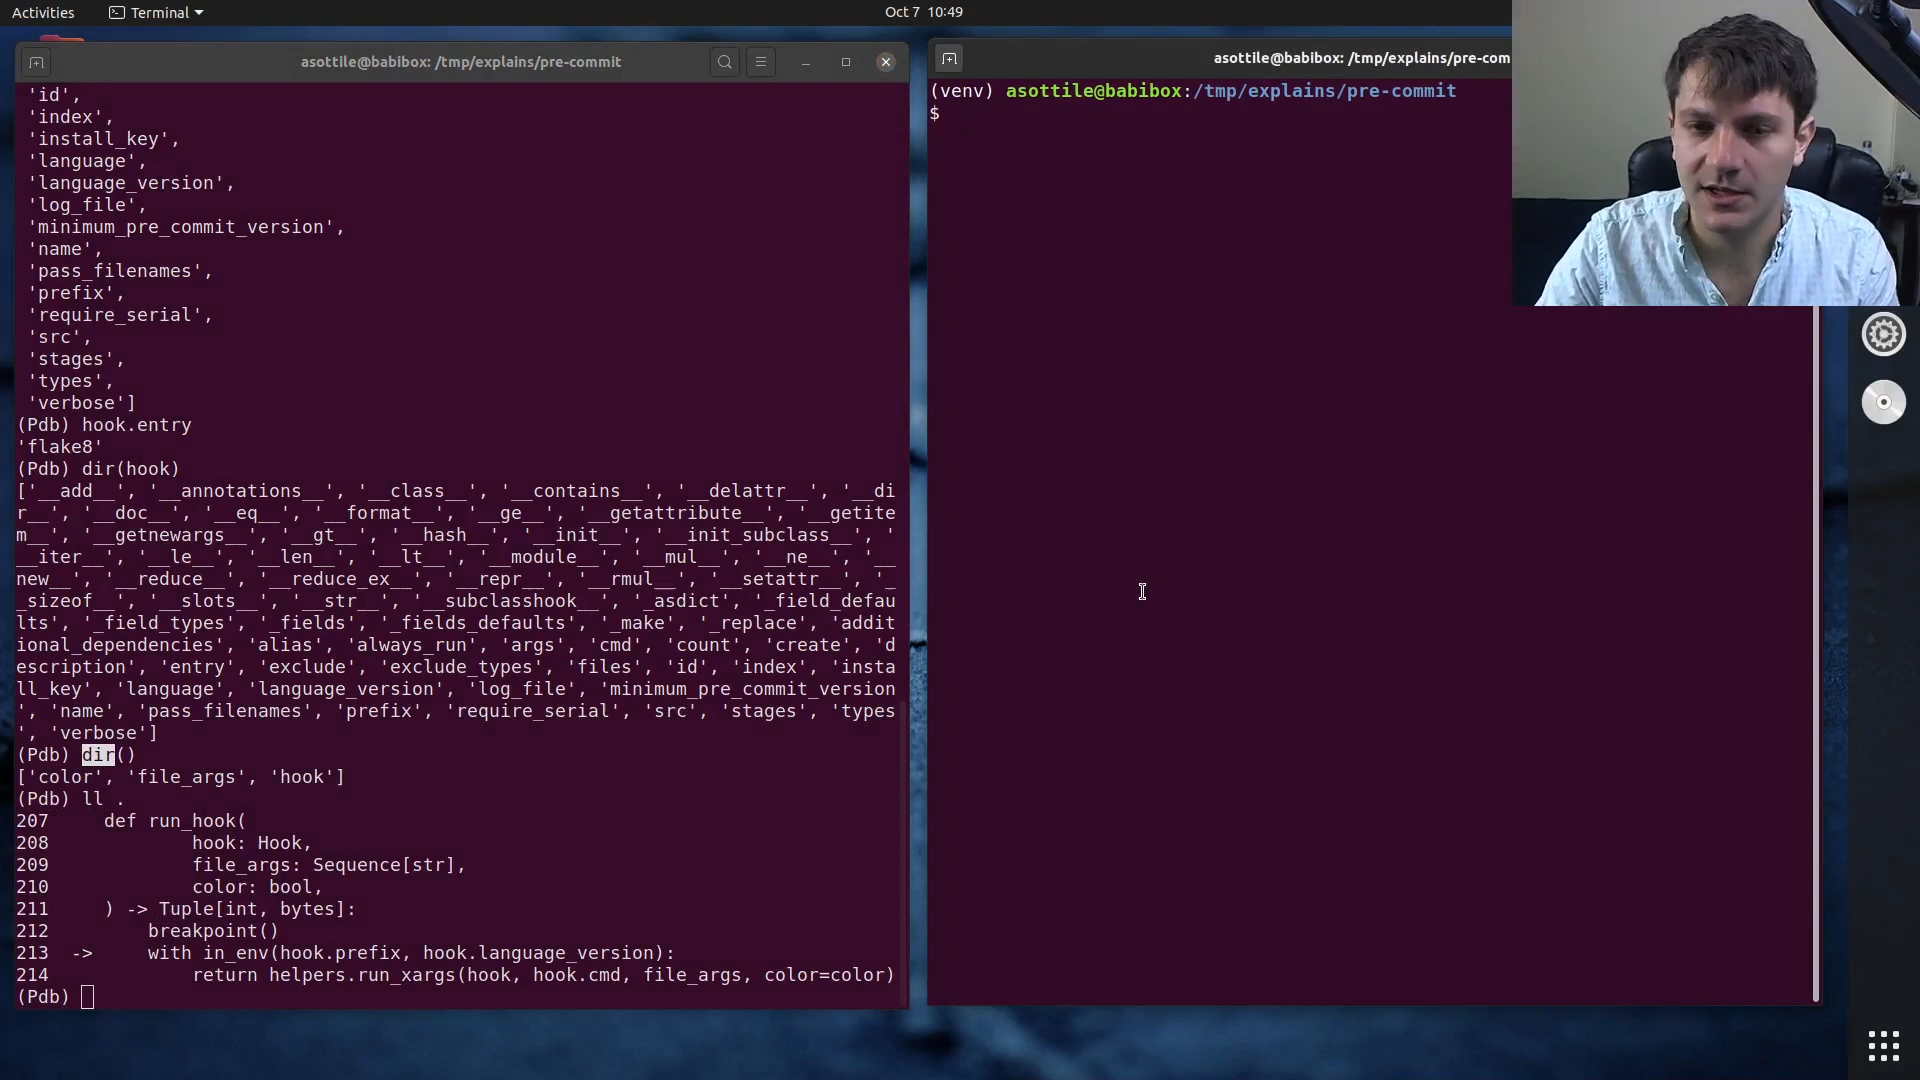 Activities
Terminal
Oct 7 10:49
asottile@babibox: /tmp/explains/pre-commit
'id',
'index',
'install_key',
'language',
'language_version',
'log_file',
'minimum_pre_commit_version',
'name',
'pass_filenames',
'prefix',
'require_serial',
'src',
'stages',
'types',
'verbose']
(Pdb) hook.entry
'flake8'
(Pdb) dir(hook)
['__add__', '__annotations__', '__class__', '__contains__', '__delattr__', '__di
r__', '__doc__', '__eq__', '__format__', '__ge__', '__getattribute__', '__getite
m__', '__getnewargs__', '__gt__', '__hash__', '__init__', '__init_subclass__', '
__iter__', '__le__', '__len__', '__lt__', '__module__', '__mul__', '__ne__', '__
new__', '__reduce__', '__reduce_ex__', '__repr__', '__rmul__', '__setattr__', '_
_sizeof__', '__slots__', '__str__', '__subclasshook__', '_asdict', '_field_defau
lts', '_field_types', '_fields', '_fields_defaults', '_make', '_replace', 'addit
ional_dependencies', 'alias', 'always_run', 'args', 'cmd', 'count', 'create', 'd
escription', 'entry', 'exclude', 'exclude_types', 'files', 'id', 'index', 'insta
ll_key', 'language', 'language_version', 'log_file', 'minimum_pre_commit_version
', 'name', 'pass_filenames', 'prefix', 'require_serial', 'src', 'stages', 'types
', 'verbose']
(Pdb) dir()
['color', 'file_args', 'hook']
(Pdb) ll .
207     def run_hook(
208             hook: Hook,
209             file_args: Sequence[str],
210             color: bool,
211     ) -> Tuple[int, bytes]:
212         breakpoint()
213  ->     with in_env(hook.prefix, hook.language_version):
214             return helpers.run_xargs(hook, hook.cmd, file_args, color=color)
(Pdb)
asottile@babibox: /tmp/explains/pre-com
(venv) asottile@babibox:/tmp/explains/pre-commit
$